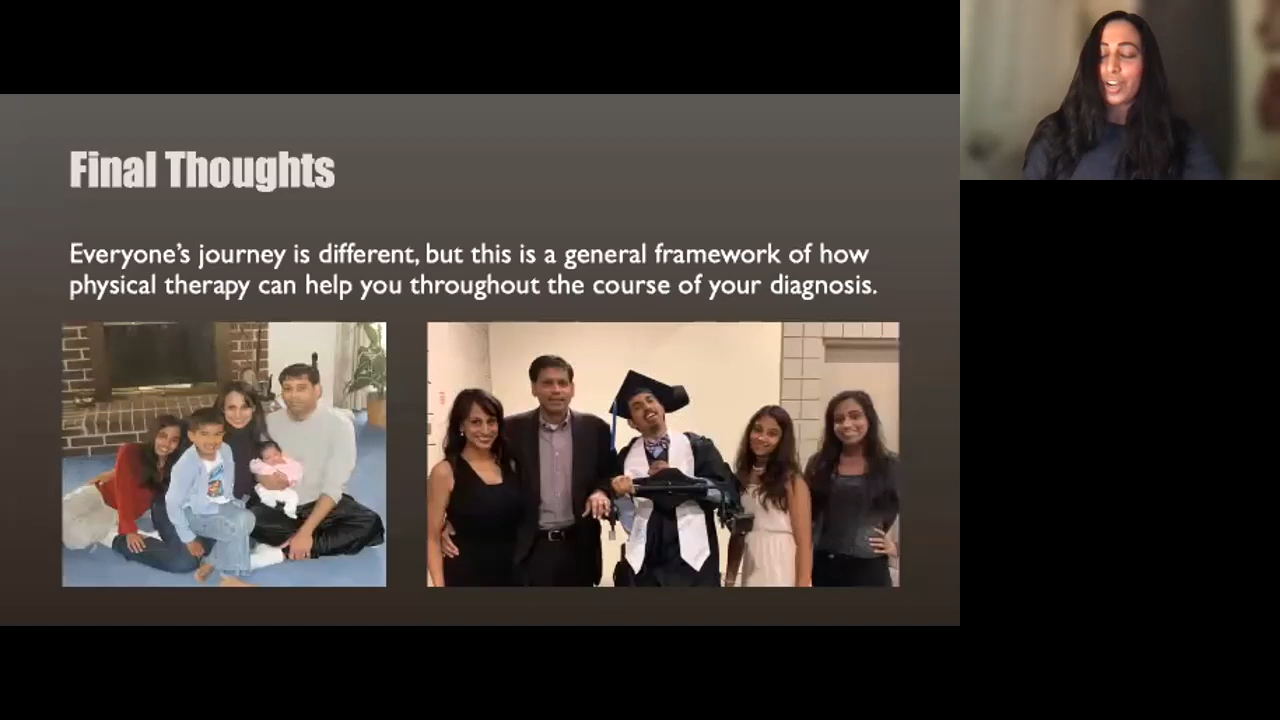 Final Thoughts
Everyone's journey is different, but this is a general framework of how
physical therapy can help you throughout the course of your diagnosis.